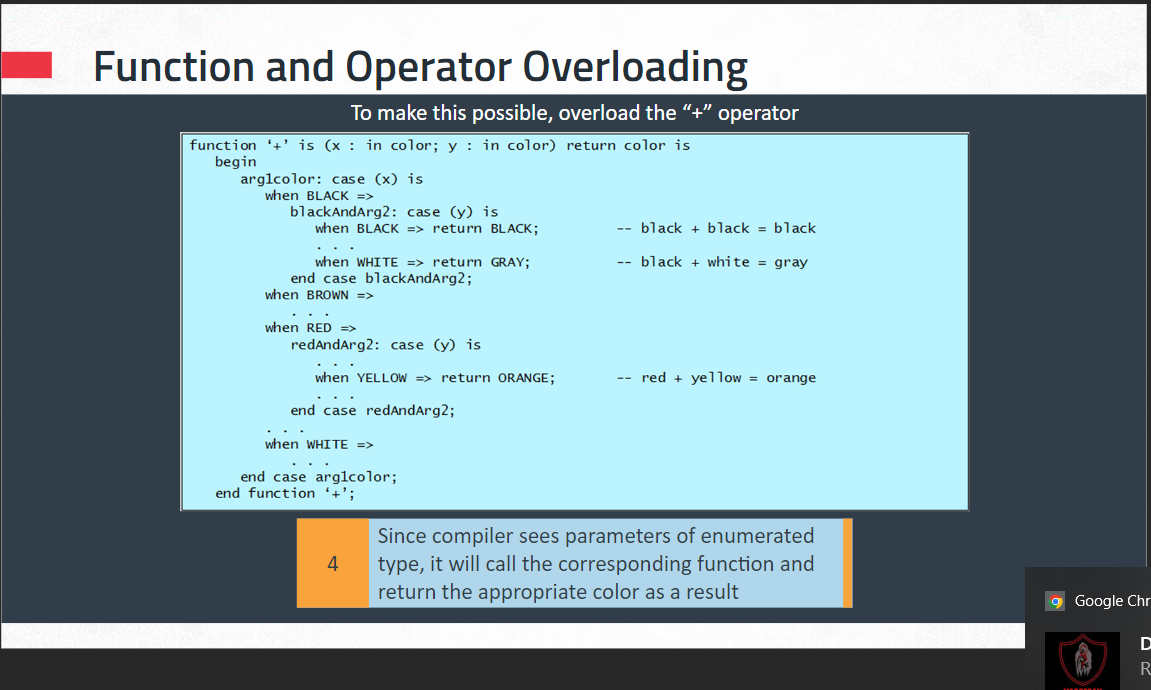 Function and Operator Overloading
To make this possible, overload the “+” operator
function ‘+’ is (x : in color; y : in color) return color is
begin
arg1color: case (x) is
when BLACK =>
blackAndArg2: case (y) is
when BLACK => return BLACK; -- black + black = black
. . .
when WHITE => return GRAY; -- black + white = gray
end case blackAndArg2;
when BROWN =>
. . .
when RED =>
redAndArg2: case (y) is
. . .
when YELLOW => return ORANGE; -- red + yellow = orange
. . .
end case redAndArg2;
. . .
when WHITE =>
. . .
end case arg1color;
end function ‘+’;
4
Since compiler sees parameters of enumerated
type, it will call the corresponding function and
return the appropriate color as a result
Google Chr
D
R